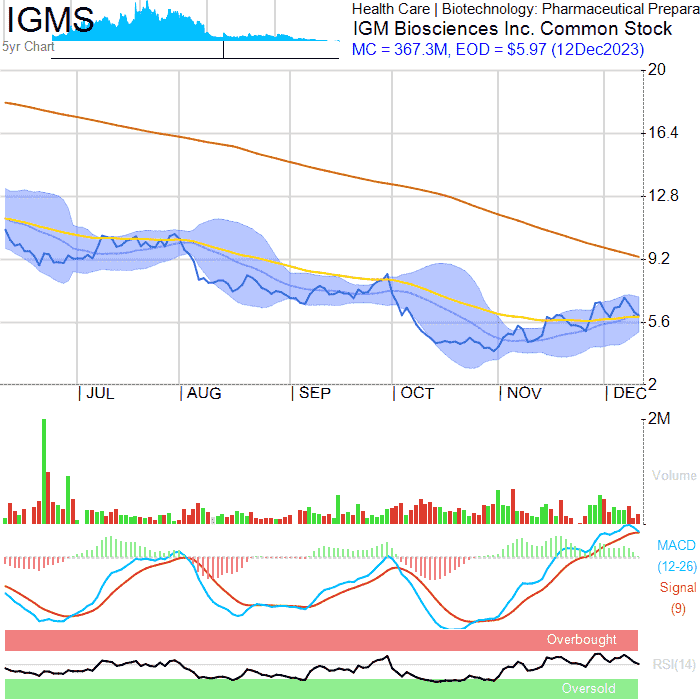 IGMS
5yr Chart
Health Care | Biotechnology: Pharmaceutical Prepara
IGM Biosciences Inc. Common Stock
MC = 367.3M, EOD = $5.97 (12Dec2023)
20
16.4
12.8
9.2
5.6
2
| JUL | AUG | SEP | OCT | NOV | DEC
2M
Volume
MACD
(12-26)
Signal
(9)
Overbought
RSI(14)
Oversold